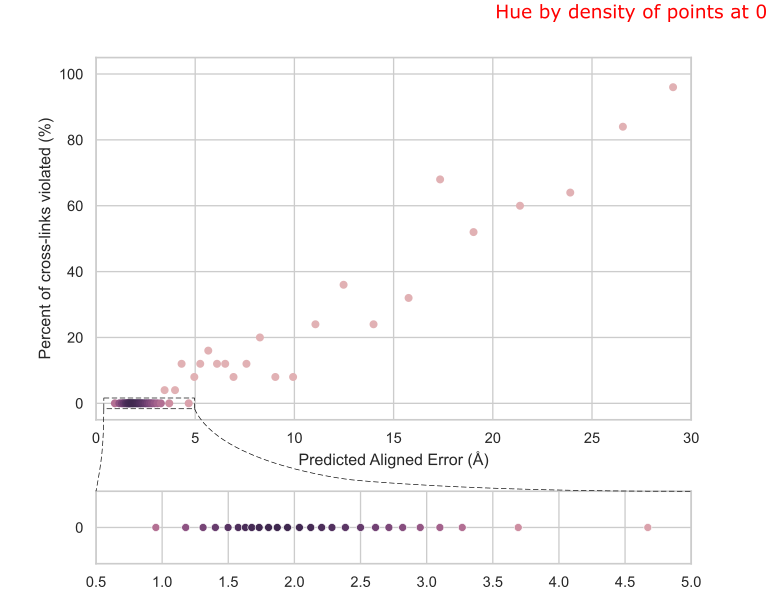 Hue by density of points at 0
100
80
60
40
20
0
Percent of cross-links violated (%)
0 5 10 15 20 25 30
Predicted Aligned Error (Å)
0
0.5 1.0 1.5 2.0 2.5 3.0 3.5 4.0 4.5 5.0